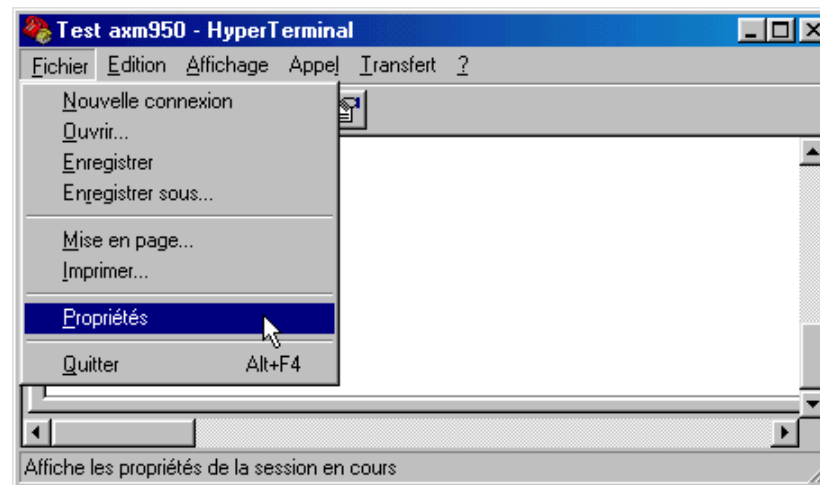 Test axm950 - HyperTerminal
Fichier Edition Affichage Appel Transfert ?
Nouvelle connexion
Ouvrir...
Enregistrer
Enregistrer sous...
Mise en page...
Imprimer...
Propriétés
Quitter Alt+F4
Affiche les propriétés de la session en cours